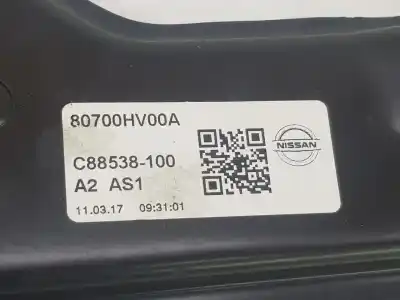 80700HV00A
C88538-100
A2 AS1
11.03.17 09:31:01
NISSAN